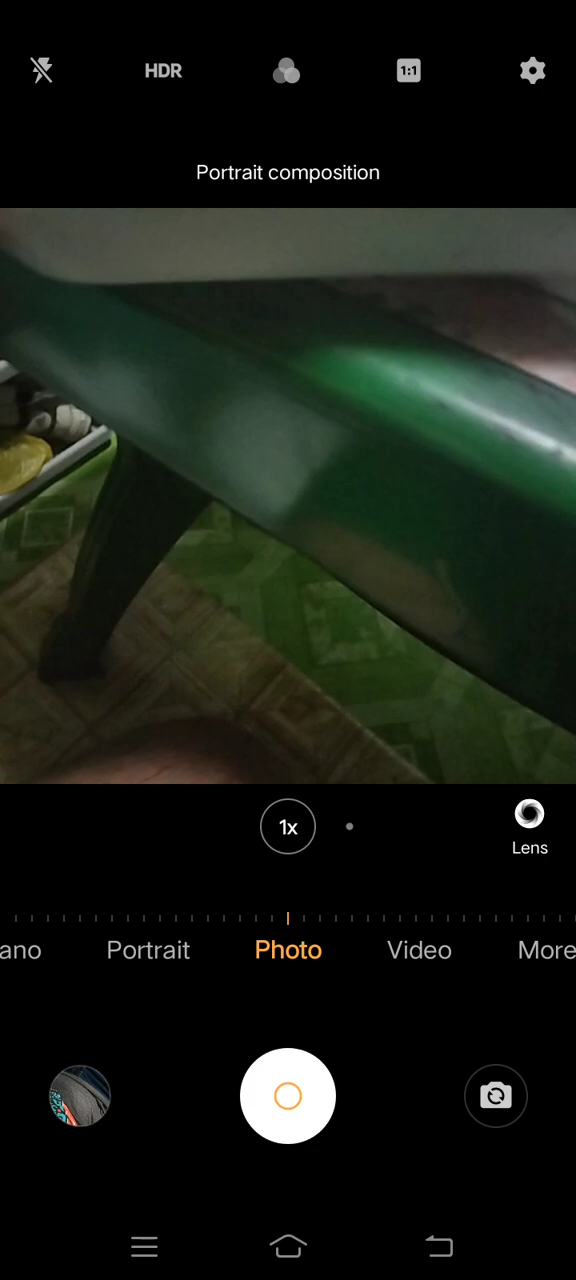 HDR
1:1
Portrait composition
1x
Lens
ano
Portrait
Photo
Video
More